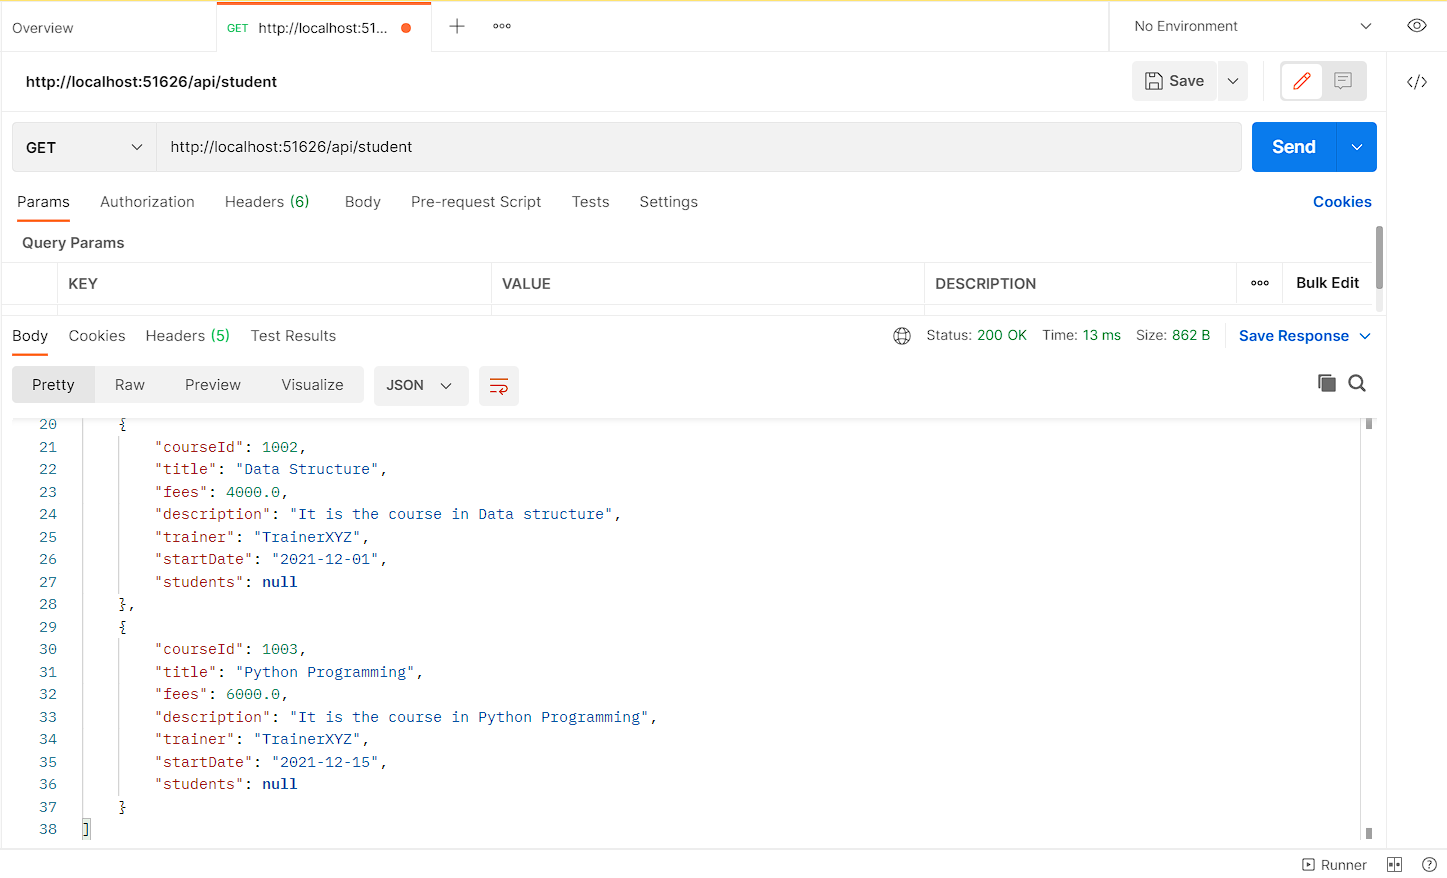 Overview
GET http://localhost:51...
No Environment
http://localhost:51626/api/student
Save
GET
http://localhost:51626/api/student
Send
Params Authorization Headers (6) Body Pre-request Script Tests Settings Cookies
Query Params
KEY VALUE DESCRIPTION Bulk Edit
Body Cookies Headers (5) Test Results Status: 200 OK Time: 13 ms Size: 862 B Save Response
Pretty Raw Preview Visualize JSON
20 {
21 "courseId": 1002,
22 "title": "Data Structure",
23 "fees": 4000.0,
24 "description": "It is the course in Data structure",
25 "trainer": "TrainerXYZ",
26 "startDate": "2021-12-01",
27 "students": null
28 },
29 {
30 "courseId": 1003,
31 "title": "Python Programming",
32 "fees": 6000.0,
33 "description": "It is the course in Python Programming",
34 "trainer": "TrainerXYZ",
35 "startDate": "2021-12-15",
36 "students": null
37 }
38 ]
Runner